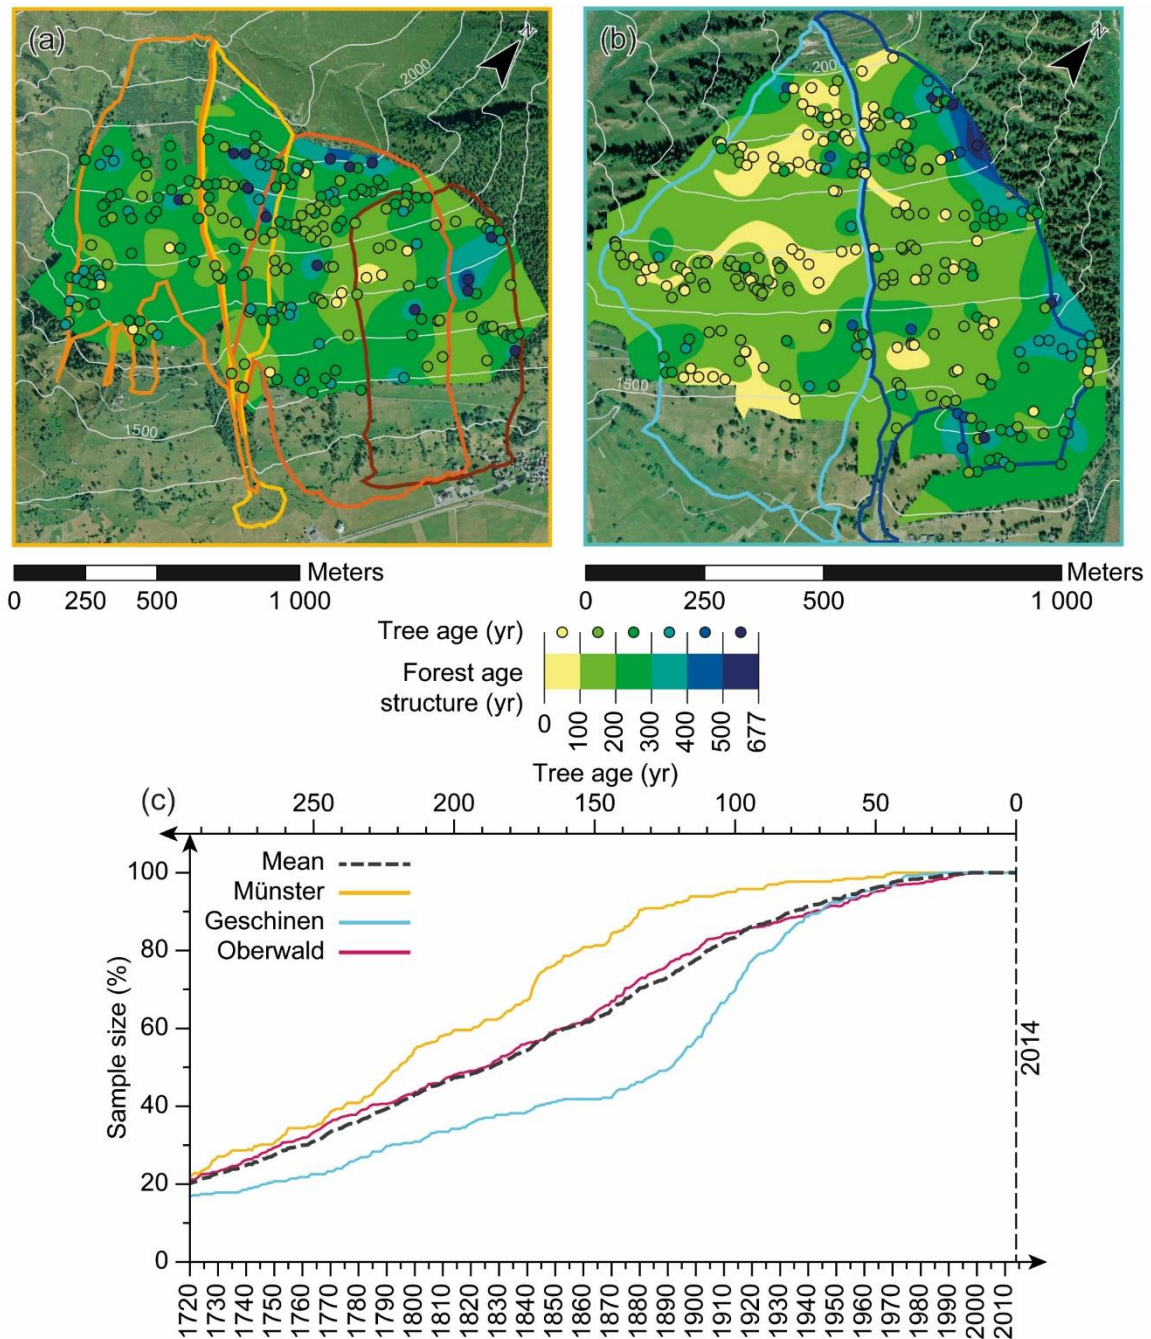 (a)
N
2000
1500
(b)
N
200
1500
Meters
0 250 500 1 000
Meters
0 250 500 1 000
Tree age (yr)
Forest age
structure (yr)
0 100 200 300 400 500 677
Tree age (yr)
(c)
250 200 150 100 50 0
Mean
Münster
Geschinen
Oberwald
Sample size (%)
100
80
60
40
20
0
2014
1720 1730 1740 1750 1760 1770 1780 1790 1800 1810 1820 1830 1840 1850 1860 1870 1880 1890 1900 1910 1920 1930 1940 1950 1960 1970 1980 1990 2000 2010